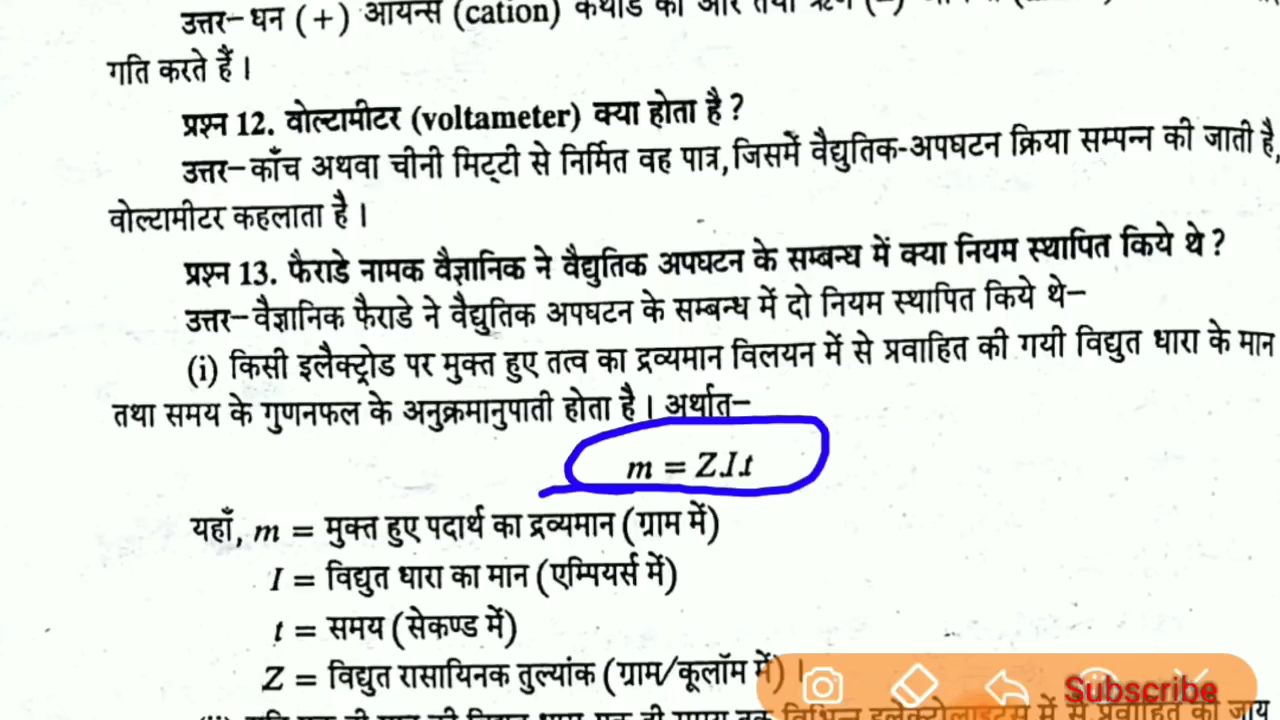 उत्तर–धन (+) आयन्स (cation) कैथोड की ओर तथा ऋण (–)
गति करते हैं।
प्रश्न 12. वोल्टामीटर (voltameter) क्या होता है ?
उत्तर–काँच अथवा चीनी मिट्टी से निर्मित वह पात्र, जिसमें वैद्युतिक-अपघटन क्रिया सम्पन्न की जाती है,
वोल्टामीटर कहलाता है।
प्रश्न 13. फैराडे नामक वैज्ञानिक ने वैद्युतिक अपघटन के सम्बन्ध में क्या नियम स्थापित किये थे ?
उत्तर–वैज्ञानिक फैराडे ने वैद्युतिक अपघटन के सम्बन्ध में दो नियम स्थापित किये थे–
(i) किसी इलैक्ट्रोड पर मुक्त हुए तत्व का द्रव्यमान विलयन में से प्रवाहित की गयी विद्युत धारा के मान
तथा समय के गुणनफल के अनुक्रमानुपाती होता है। अर्थात–
m = Z.I.t
यहाँ, m = मुक्त हुए पदार्थ का द्रव्यमान (ग्राम में)
I = विद्युत धारा का मान (एम्पियर्स में)
t = समय (सेकण्ड में)
Z = विद्युत रासायिनक तुल्यांक (ग्राम/कूलॉम में)।
Subscribe